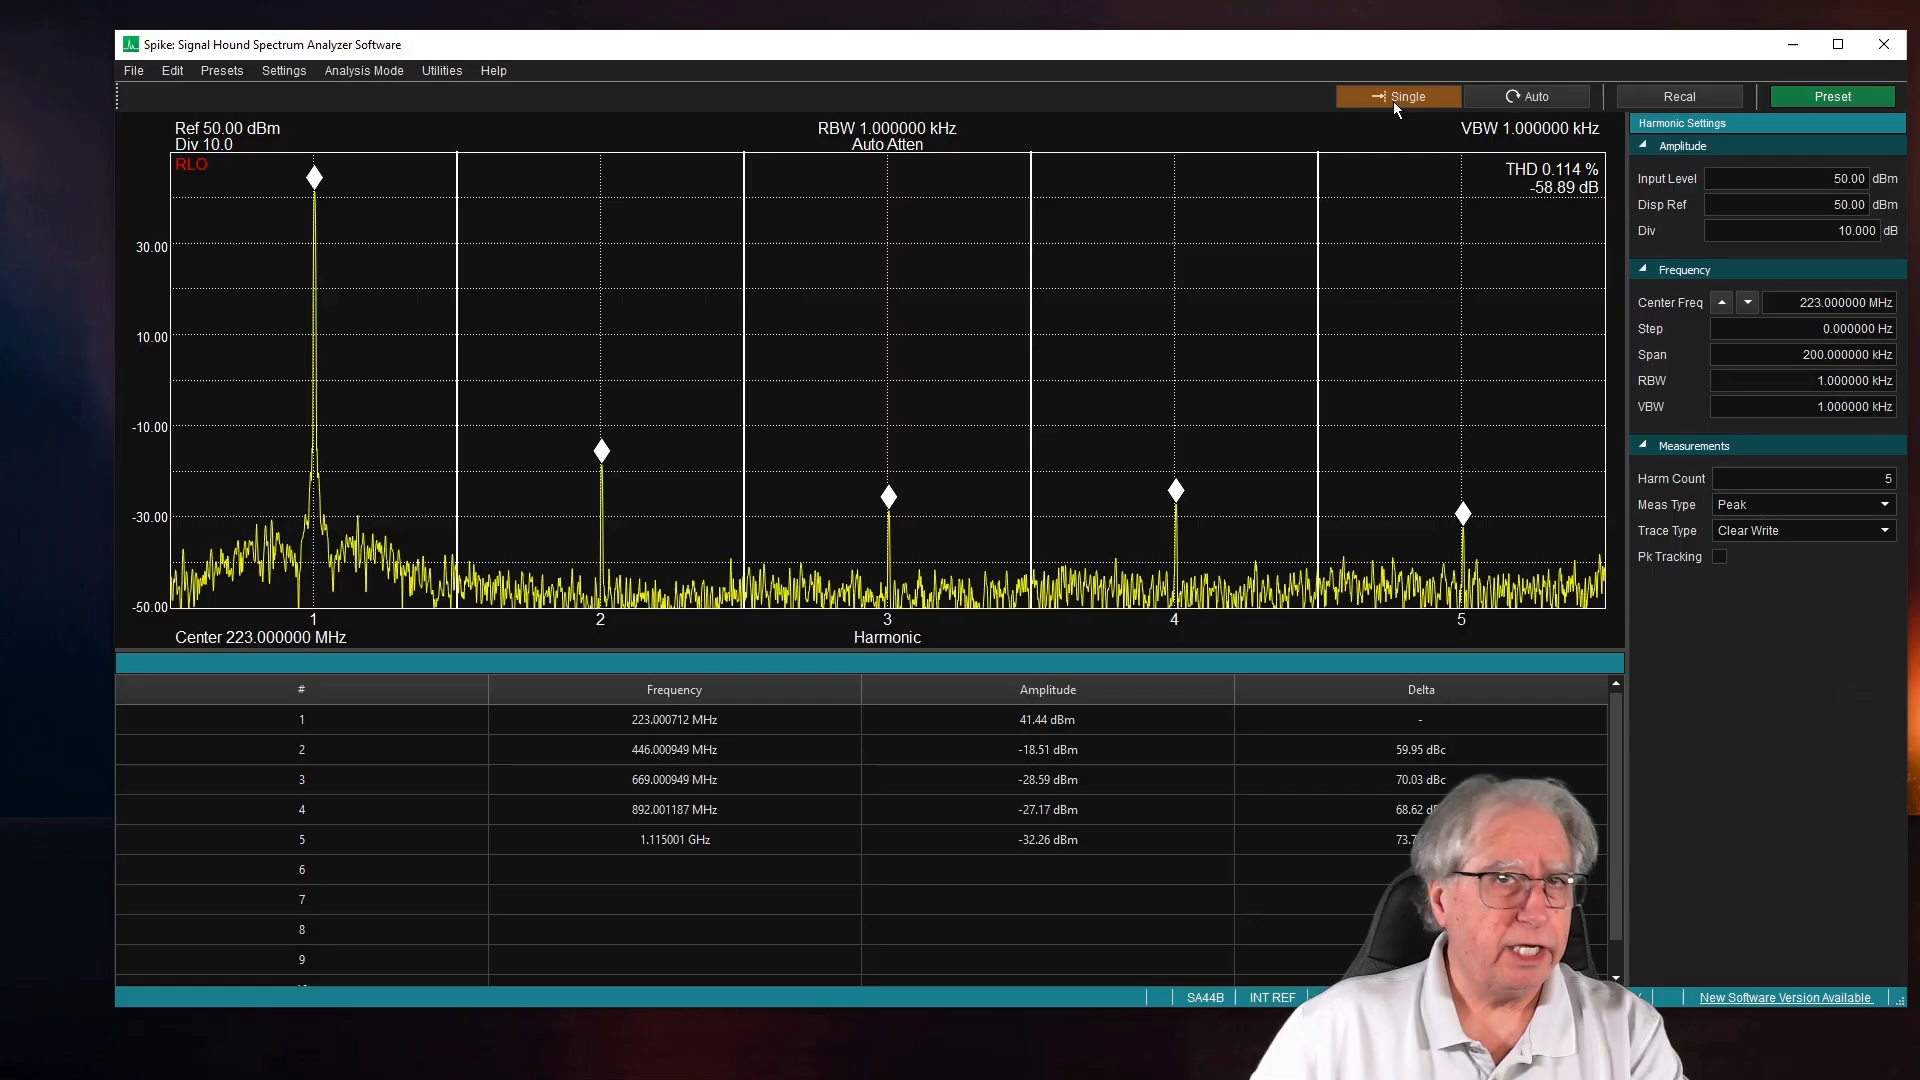 Spike: Signal Hound Spectrum Analyzer Software
File Edit Presets Settings Analysis Mode Utilities Help
Single Auto Recal Preset
Ref 50.00 dBm RBW 1.000000 kHz VBW 1.000000 kHz
Div 10.0 Auto Atten
RLO THD 0.114 %
-58.89 dB
30.00
10.00
-10.00
-30.00
-50.00
1 2 3 4 5
Center 223.000000 MHz Harmonic
Harmonic Settings
Amplitude
Input Level 50.00 dBm
Disp Ref 50.00 dBm
Div 10.000 dB
Frequency
Center Freq 223.000000 MHz
Step 0.000000 Hz
Span 200.000000 kHz
RBW 1.000000 kHz
VBW 1.000000 kHz
Measurements
Harm Count 5
Meas Type Peak
Trace Type Clear Write
Pk Tracking
# Frequency Amplitude Delta
1 223.000712 MHz 41.44 dBm -
2 446.000949 MHz -18.51 dBm 59.95 dBc
3 669.000949 MHz -28.59 dBm 70.03 dBc
4 892.001187 MHz -27.17 dBm 68.62
5 1.115001 GHz -32.26 dBm
6
7
8
9
SA44B INT REF New Software Version Available